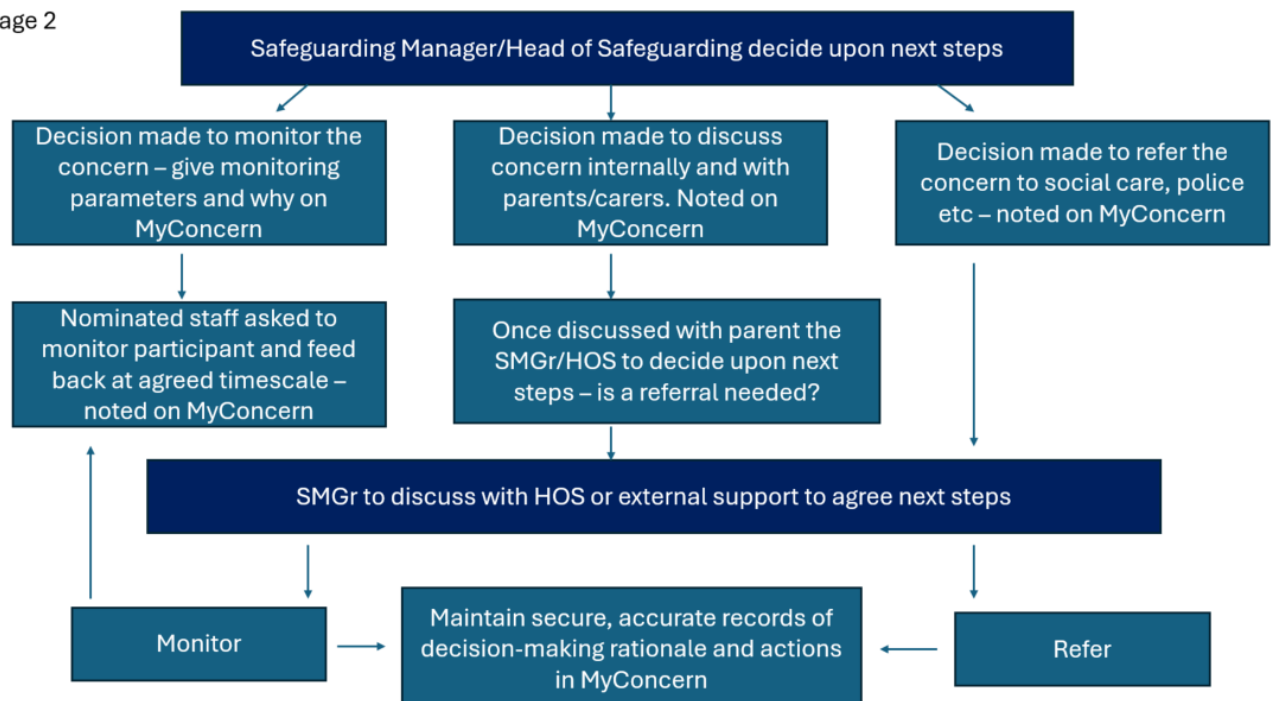 age 2
Safeguarding Manager/Head of Safeguarding decide upon next steps
Decision made to monitor the
concern – give monitoring
parameters and why on
MyConcern
Decision made to discuss
concern internally and with
parents/carers. Noted on
MyConcern
Decision made to refer the
concern to social care, police
etc – noted on MyConcern
Nominated staff asked to
monitor participant and feed
back at agreed timescale –
noted on MyConcern
Once discussed with parent the
SMGr/HOS to decide upon next
steps – is a referral needed?
SMGr to discuss with HOS or external support to agree next steps
Monitor
Maintain secure, accurate records of
decision-making rationale and actions
in MyConcern
Refer